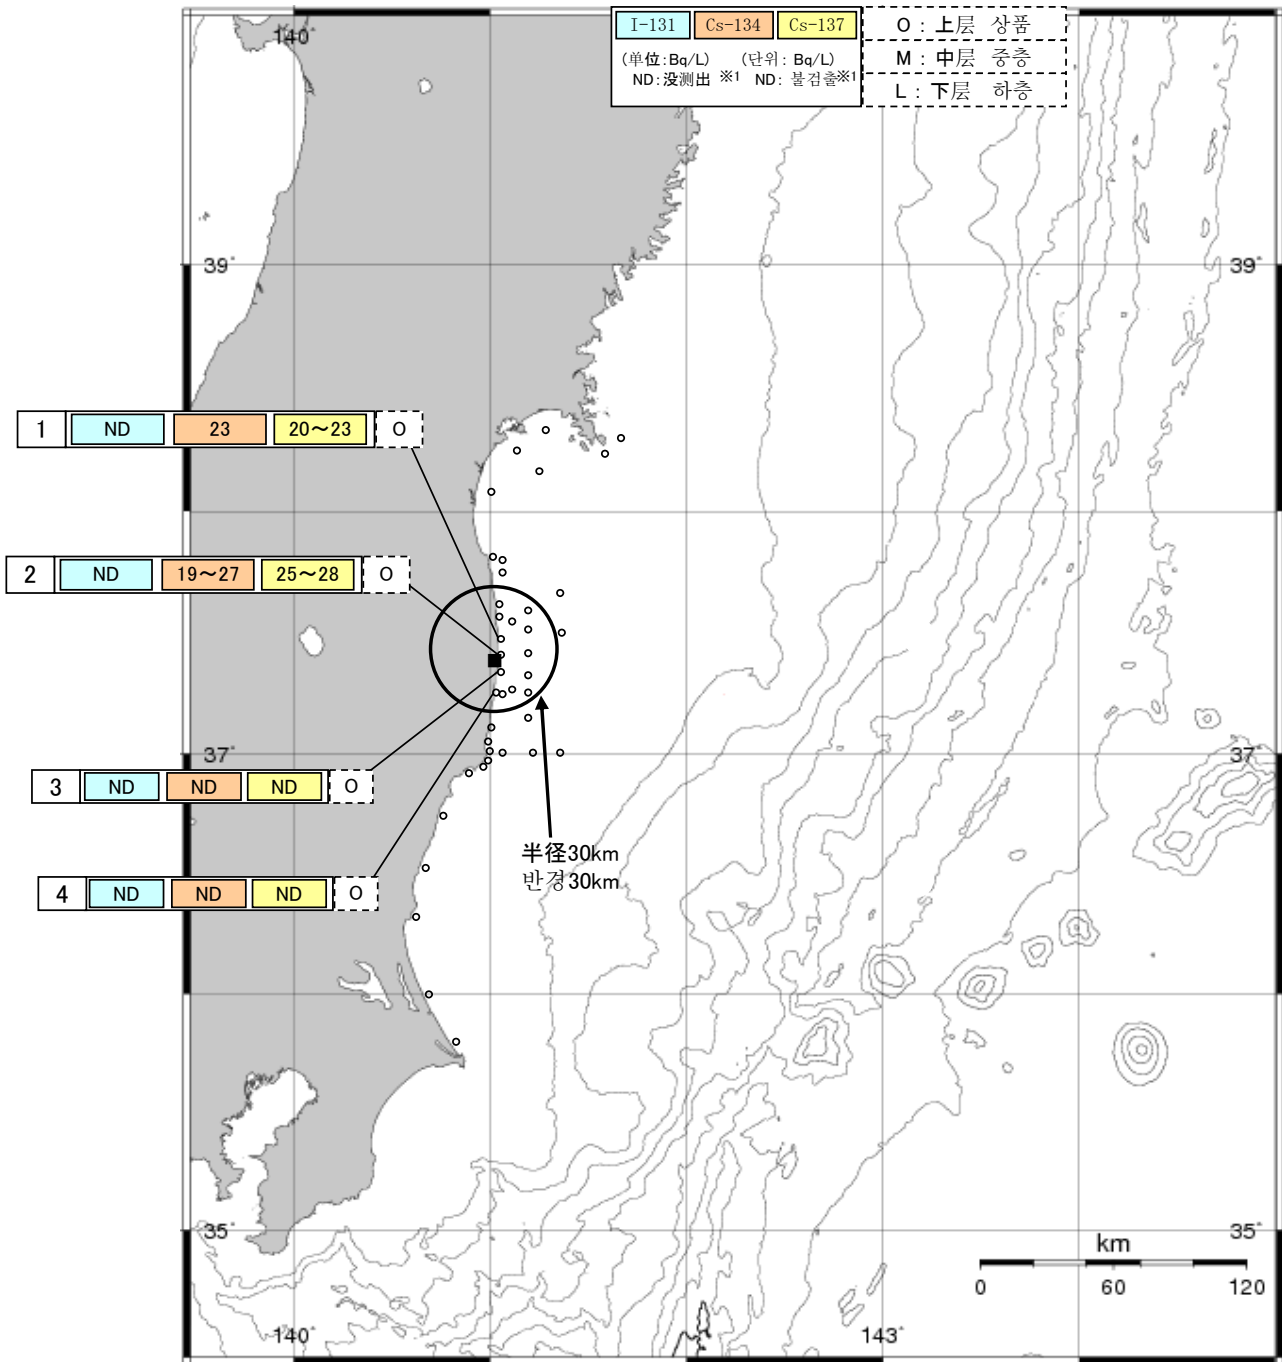 140°
I-131 Cs-134 Cs-137
(单位:Bq/L) (단위: Bq/L)
ND:没测出 ※1 ND: 불검출※1
O : 上层 상품
M : 中层 중층
L : 下层 하층
39° 39°
1 ND 23 20～23 O
2 ND 19～27 25～28 O
37° 37°
3 ND ND ND O
半径30km
반경30km
4 ND ND ND O
35° 35°
km
0 60 120
140° 143°